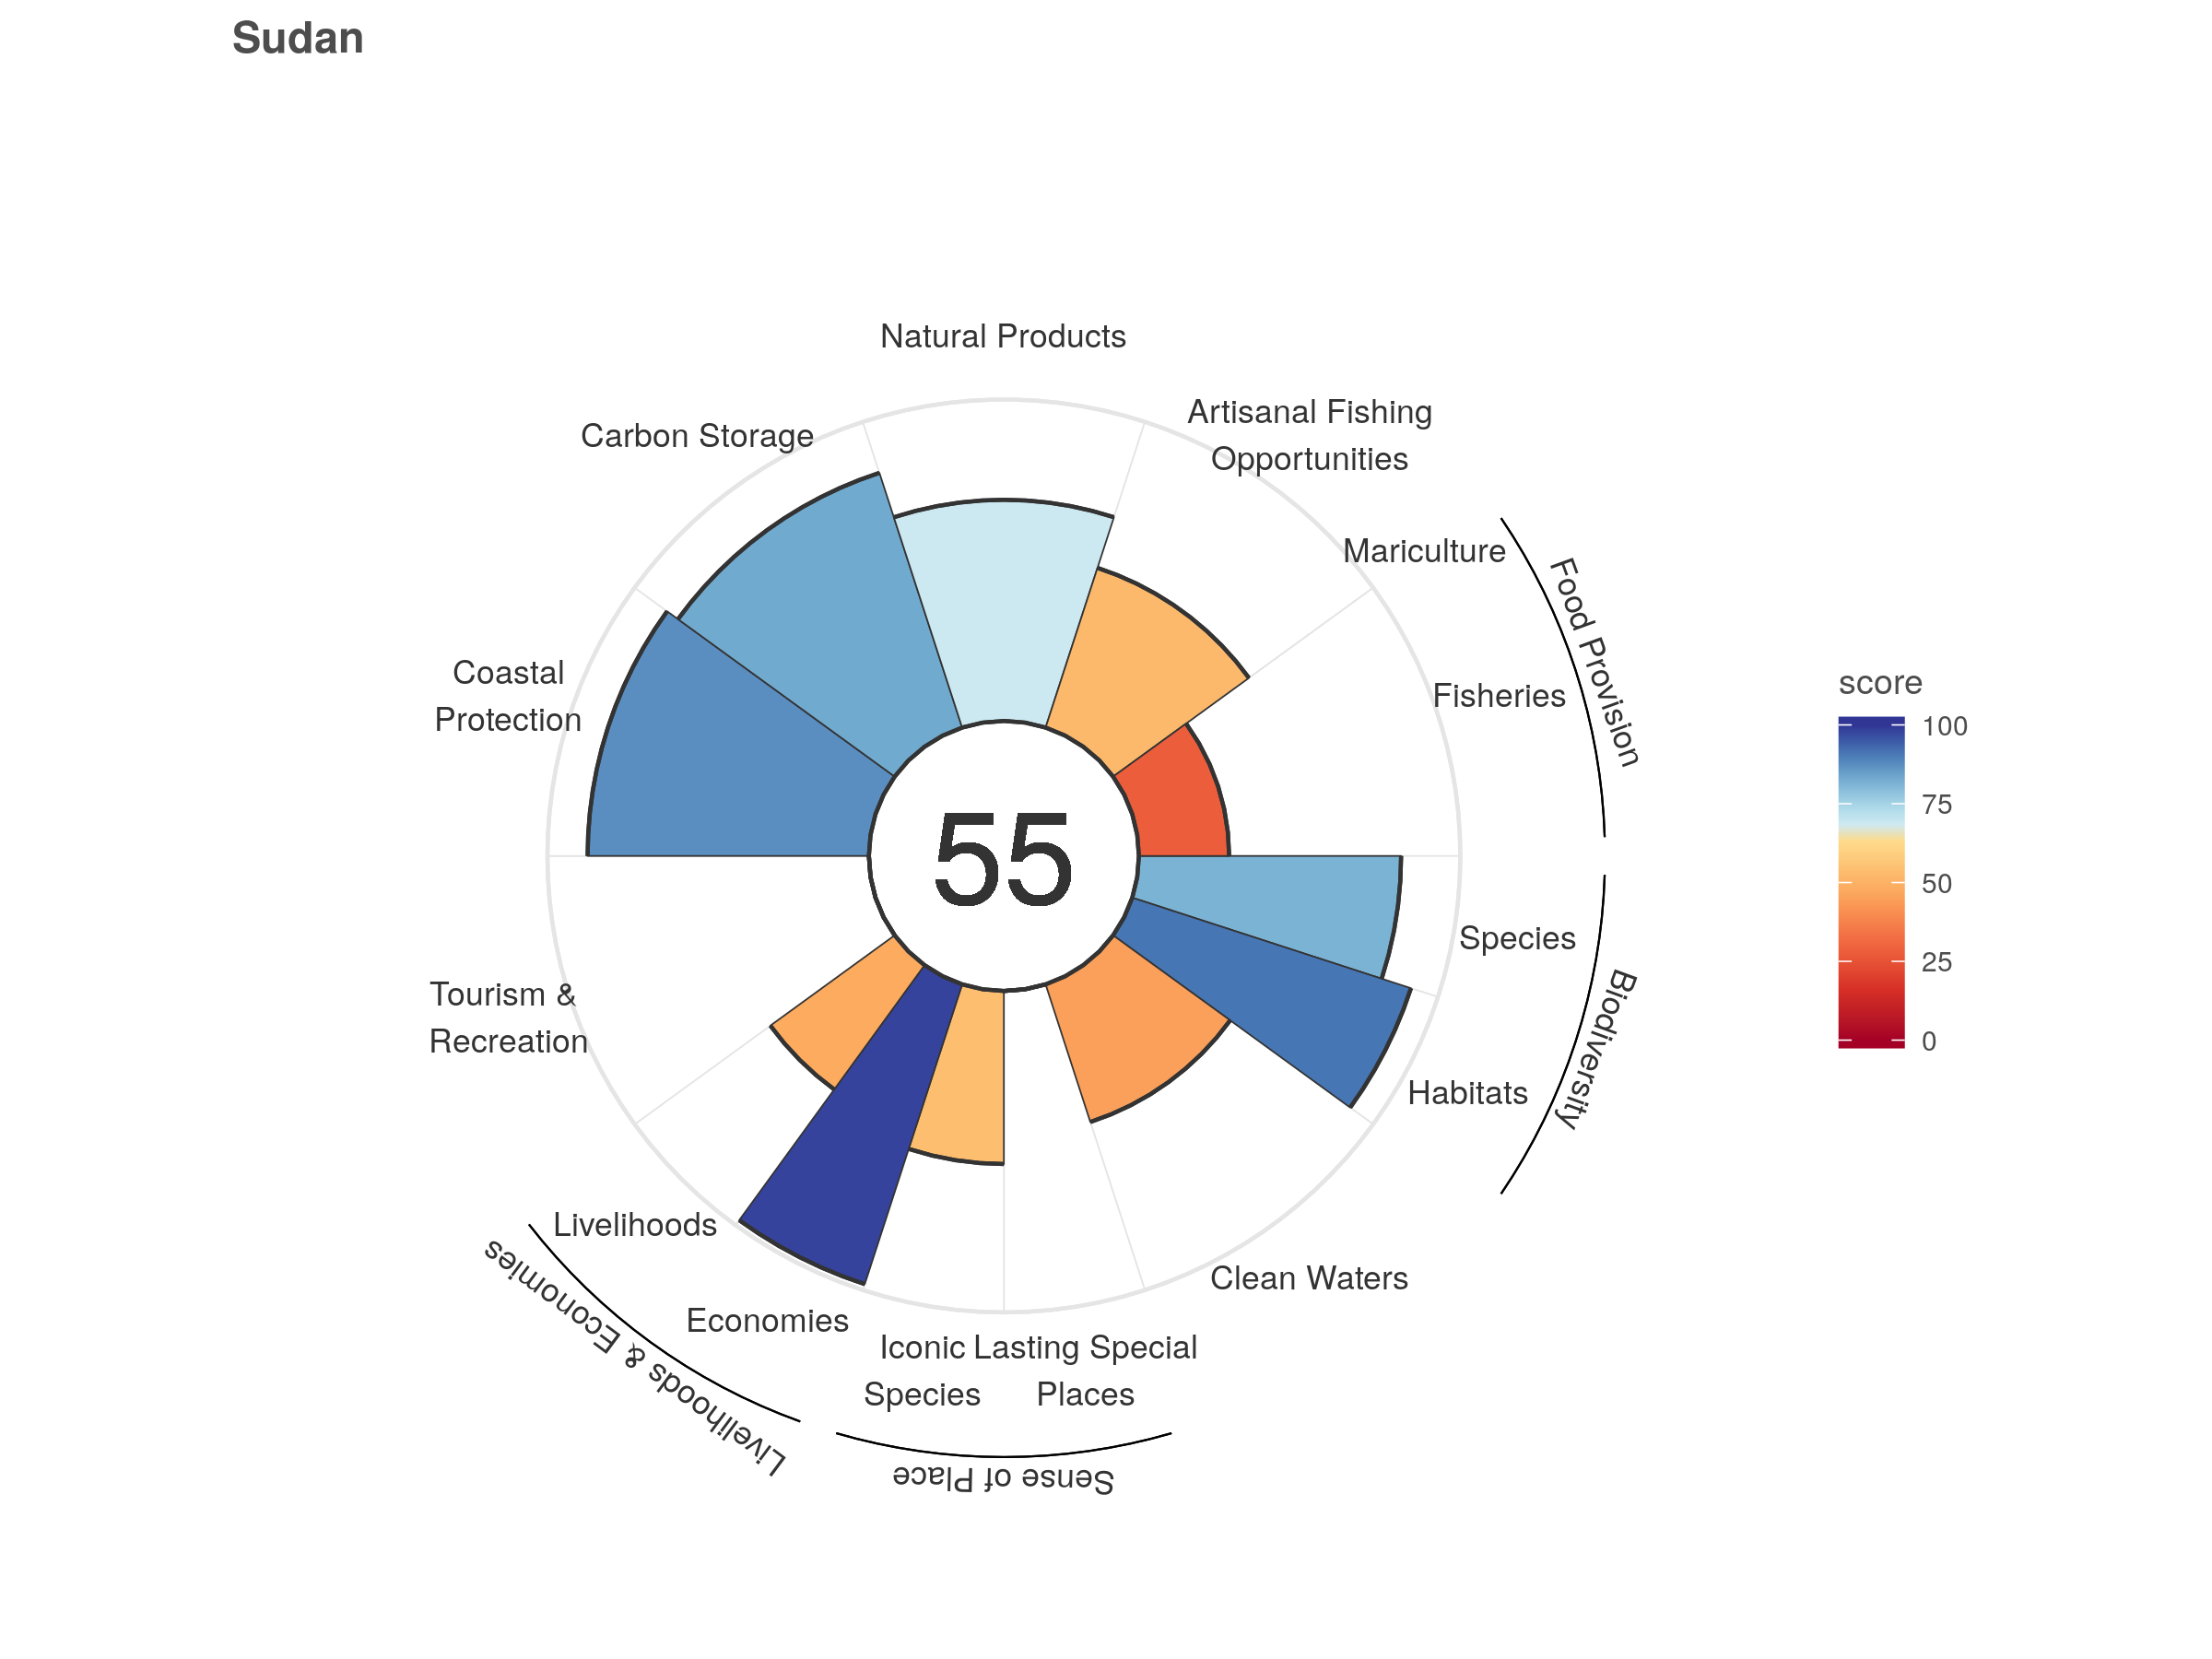 Sudan
Natural Products
Artisanal Fishing
Opportunities
Carbon Storage
Mariculture
Food Provision
Fisheries
Coastal
Protection
score
100
75
50
25
0
55
Species
Biodiversity
Habitats
Tourism &
Recreation
Livelihoods
Livelihoods & Economies
Economies
Clean Waters
Iconic
Species
Lasting Special
Places
Sense of Place